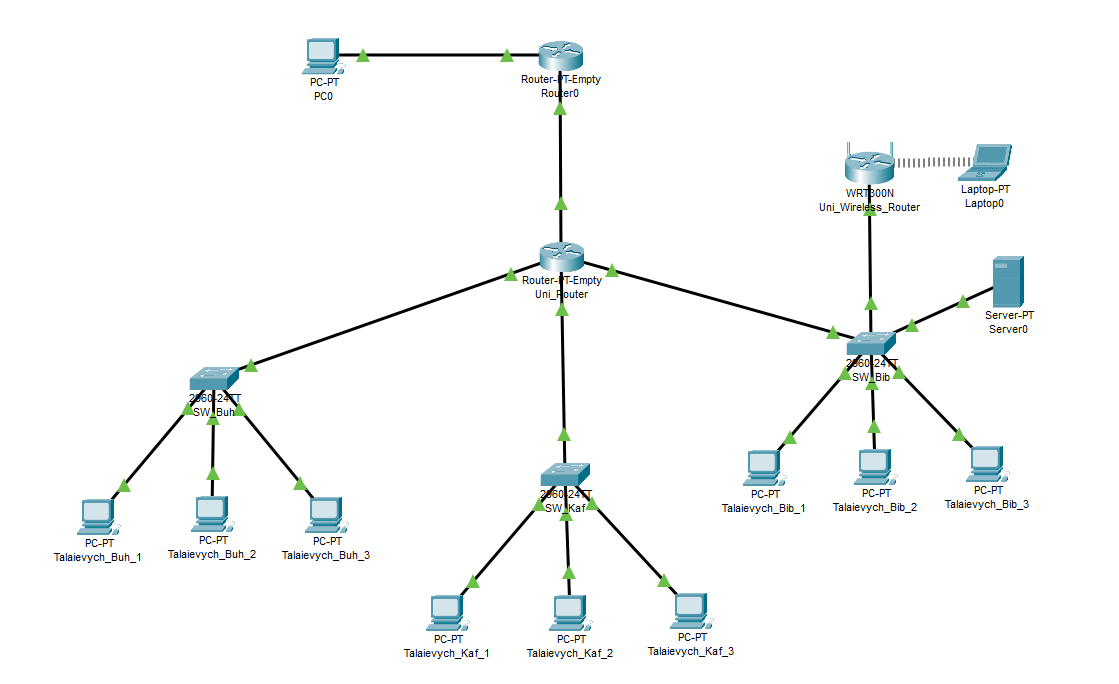 PC-PT
PC0
Router-PT-Empty
Router0
WRT300N
Uni_Wireless_Router
Laptop-PT
Laptop0
Router-PT-Empty
Uni_Router
Server-PT
Server0
2960-24TT
SW_Bib
2960-24TT
SW_Buh
2960-24TT
SW_Kaf
PC-PT
Talaievych_Bib_1
PC-PT
Talaievych_Bib_2
PC-PT
Talaievych_Bib_3
PC-PT
Talaievych_Buh_1
PC-PT
Talaievych_Buh_2
PC-PT
Talaievych_Buh_3
PC-PT
Talaievych_Kaf_1
PC-PT
Talaievych_Kaf_2
PC-PT
Talaievych_Kaf_3